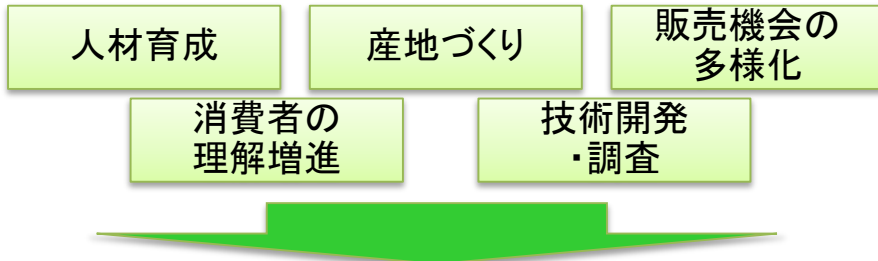 人材育成
産地づくり
販売機会の
多様化
消費者の
理解増進
技術開発
・調査